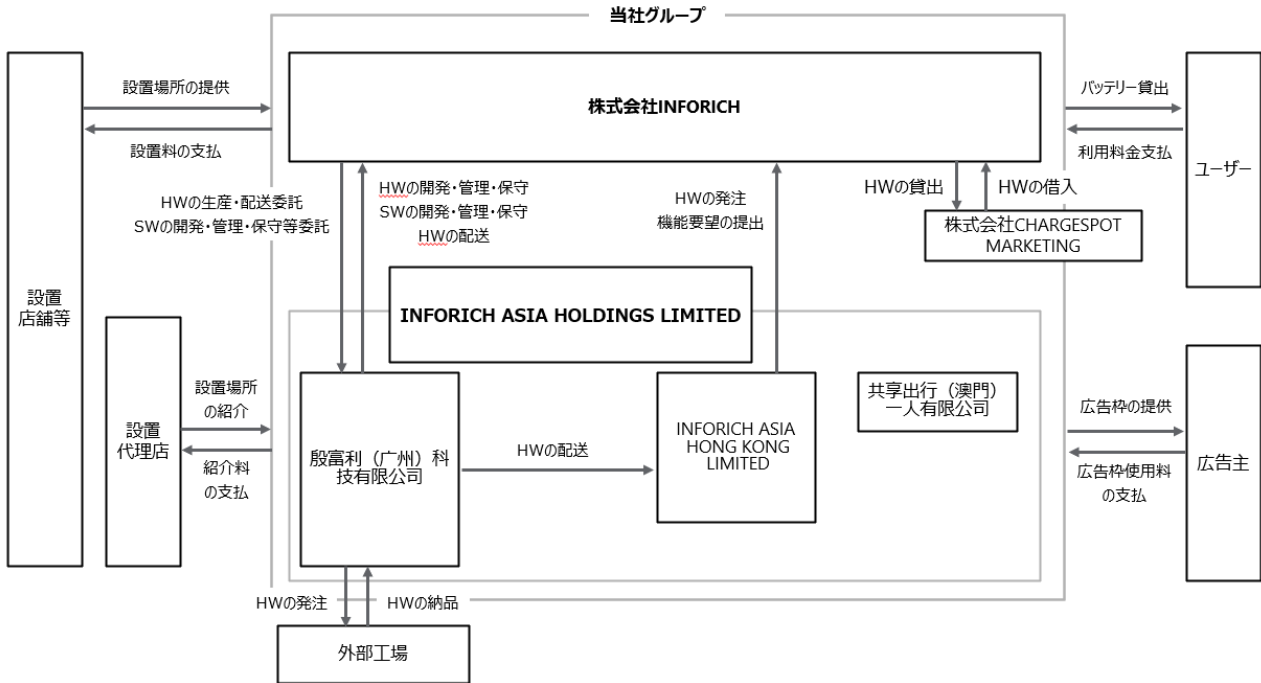 当社グループ
株式会社INFORICH
設置場所の提供
設置料の支払
バッテリー貸出
利用料金支払
ユーザー
HWの生産・配送委託
SWの開発・管理・保守等委託
HWの開発・管理・保守
SWの開発・管理・保守
HWの配送
HWの発注
機能要望の提出
HWの貸出
HWの借入
株式会社CHARGESPOT
MARKETING
設置
店舗等
INFORICH ASIA HOLDINGS LIMITED
設置場所
の紹介
設置
代理店
紹介料
の支払
殷富利（广州）科
技有限公司
HWの配送
INFORICH ASIA
HONG KONG
LIMITED
共享出行（澳門）
一人有限公司
広告枠の提供
広告枠使用料
の支払
広告主
HWの発注
HWの納品
外部工場